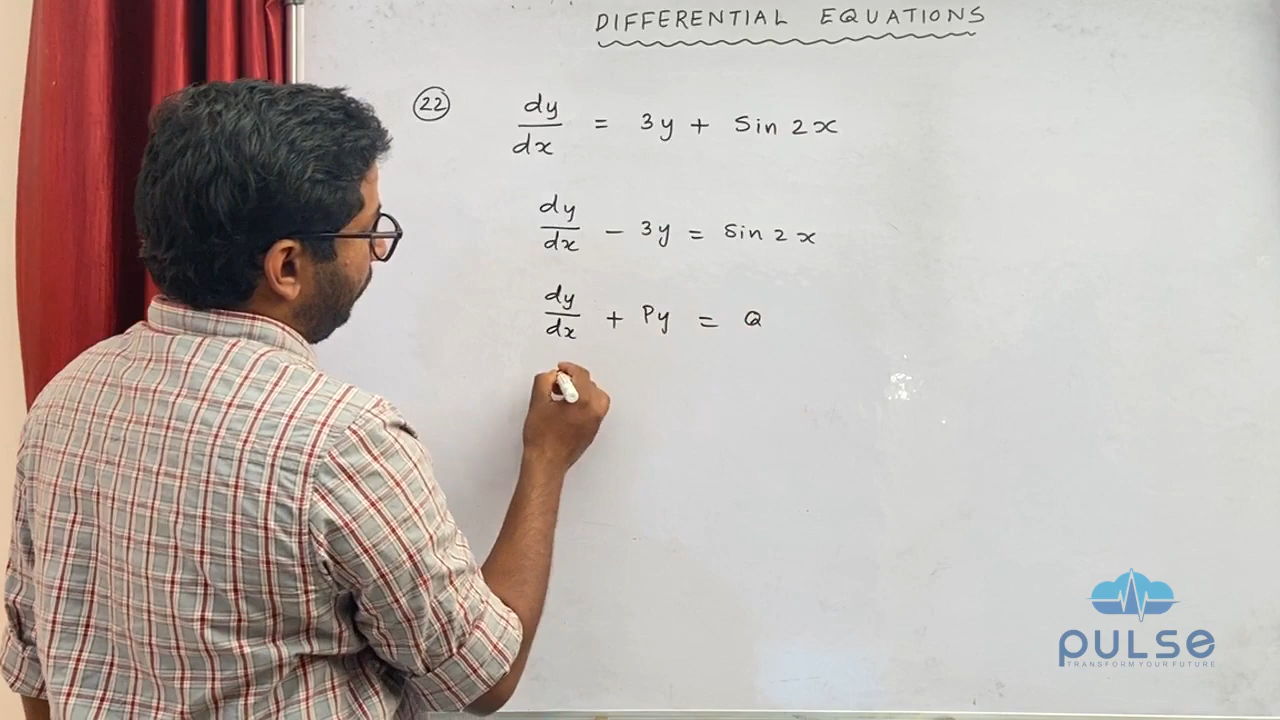 DIFFERENTIAL EQUATIONS
(22) dy/dx = 3y + Sin 2x
dy/dx - 3y = Sin 2x
dy/dx + Py = Q
PULSE
TRANSFORM YOUR FUTURE